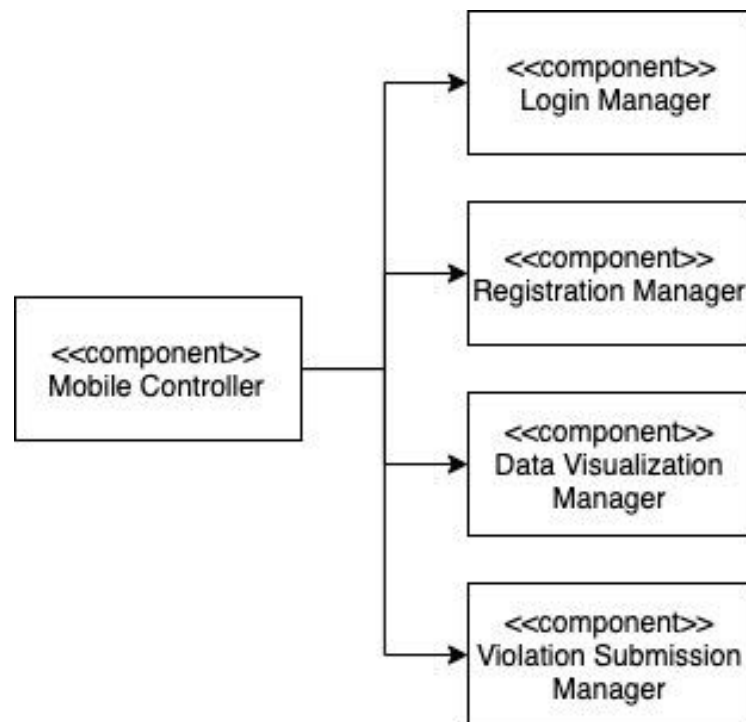 <<component>>
Login Manager
<<component>>
Registration Manager
<<component>>
Mobile Controller
<<component>>
Data Visualization
Manager
<<component>>
Violation Submission
Manager